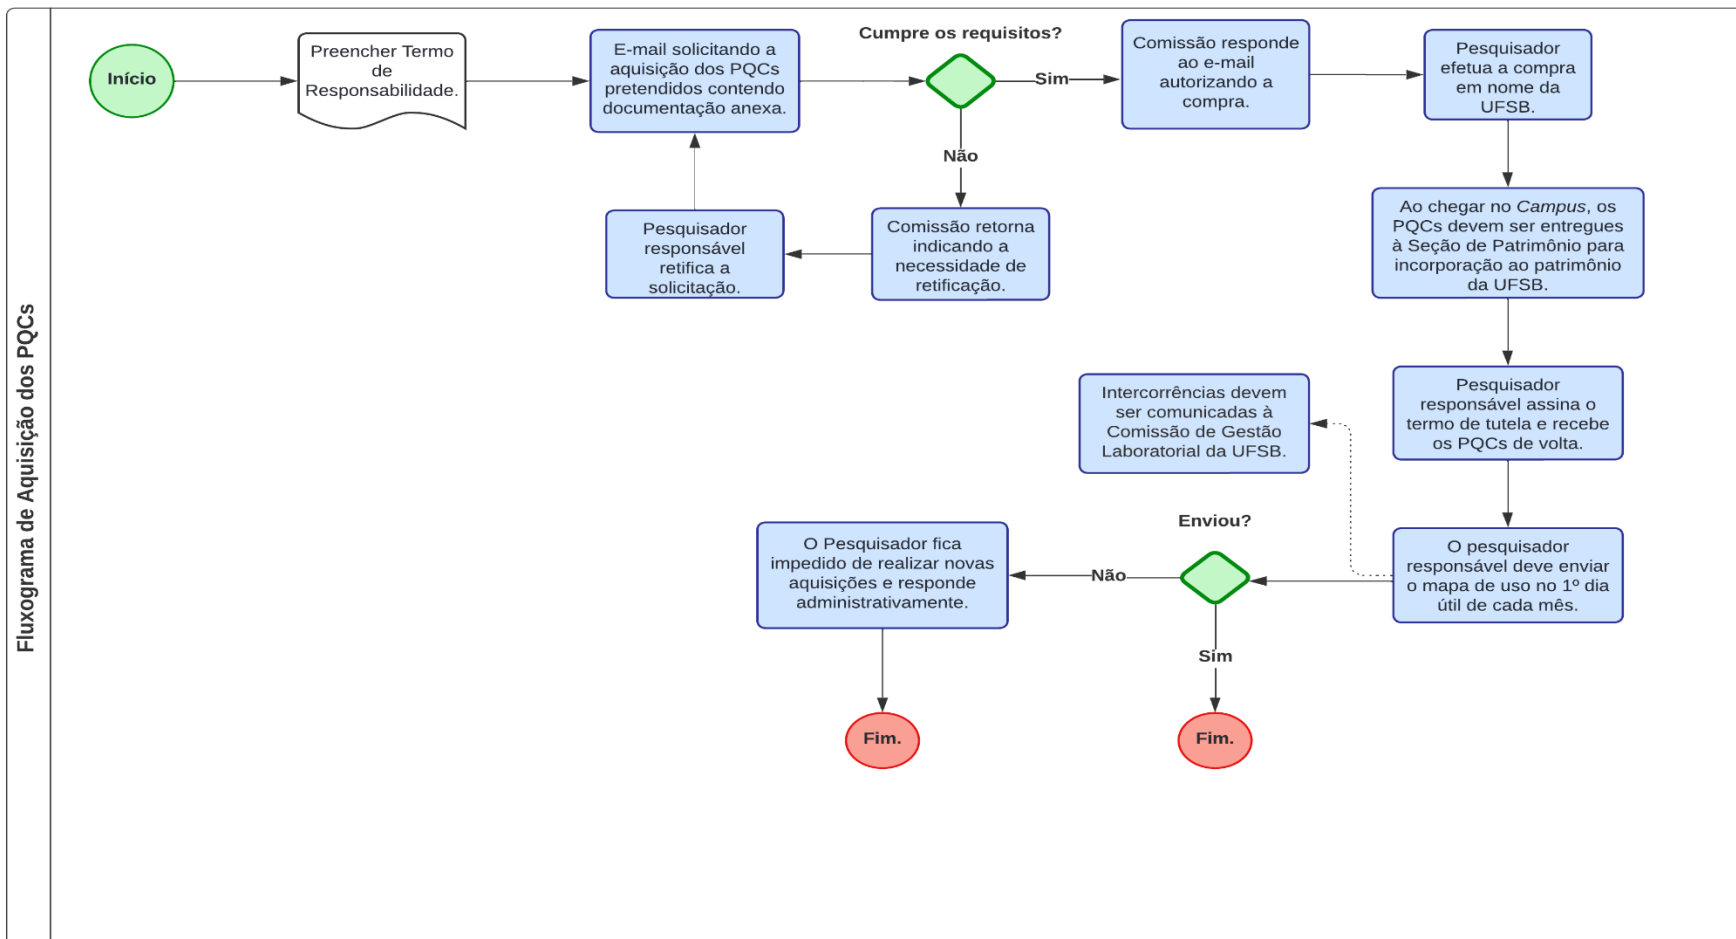 Fluxograma de Aquisição dos PQCs
Início
Preencher Termo
de
Responsabilidade.
E-mail solicitando a
aquisição dos PQCs
pretendidos contendo
documentação anexa.
Cumpre os requisitos?
Sim
Comissão responde
ao e-mail
autorizando a
compra.
Pesquisador
efetua a compra
em nome da
UFSB.
Não
Comissão retorna
indicando a
necessidade de
retificação.
Pesquisador
responsável
retifica a
solicitação.
Ao chegar no Campus, os
PQCs devem ser entregues
à Seção de Patrimônio para
incorporação ao patrimônio
da UFSB.
Pesquisador
responsável assina o
termo de tutela e recebe
os PQCs de volta.
Intercorrências devem
ser comunicadas à
Comissão de Gestão
Laboratorial da UFSB.
O pesquisador
responsável deve enviar
o mapa de uso no 1º dia
útil de cada mês.
Enviou?
Não
O Pesquisador fica
impedido de realizar novas
aquisições e responde
administrativamente.
Sim
Fim.
Fim.